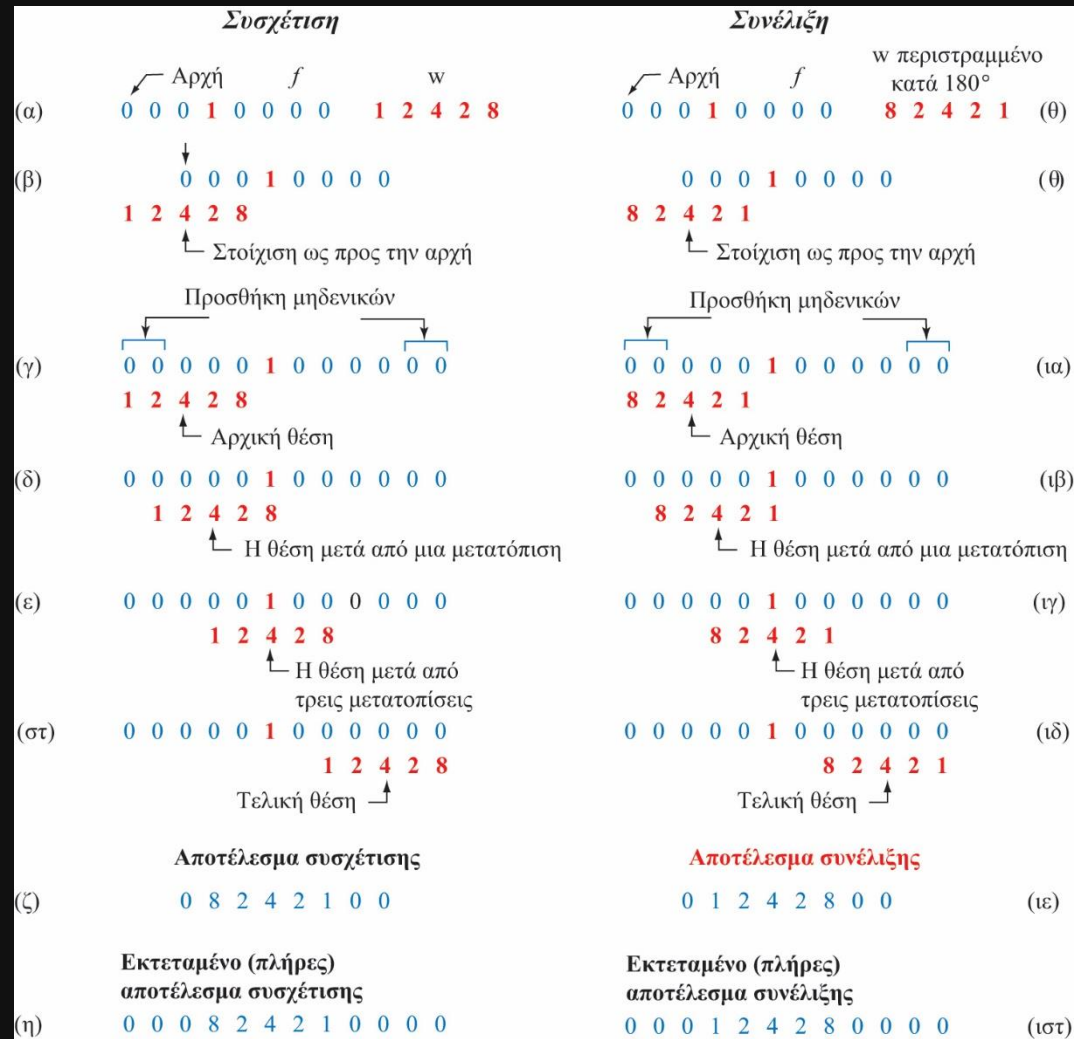 Συσχέτιση Συνέλιξη
Αρχή f w Αρχή f w περιστραμμένο
κατά 180°
(α) 0 0 0 1 0 0 0 0 1 2 4 2 8 0 0 0 1 0 0 0 0 8 2 4 2 1 (θ)
(β) 0 0 0 1 0 0 0 0 0 0 0 1 0 0 0 0 (θ)
1 2 4 2 8 8 2 4 2 1
Στοίχιση ως προς την αρχή Στοίχιση ως προς την αρχή
Προσθήκη μηδενικών Προσθήκη μηδενικών
(γ) 0 0 0 0 0 1 0 0 0 0 0 0 0 0 0 0 0 1 0 0 0 0 0 0 (ια)
1 2 4 2 8 8 2 4 2 1
Αρχική θέση Αρχική θέση
(δ) 0 0 0 0 0 1 0 0 0 0 0 0 0 0 0 0 0 1 0 0 0 0 0 0 (ιβ)
1 2 4 2 8 8 2 4 2 1
Η θέση μετά από μια μετατόπιση Η θέση μετά από μια μετατόπιση
(ε) 0 0 0 0 0 1 0 0 0 0 0 0 0 0 0 0 0 1 0 0 0 0 0 0 (ιγ)
1 2 4 2 8 8 2 4 2 1
Η θέση μετά από Η θέση μετά από
τρεις μετατοπίσεις τρεις μετατοπίσεις
(στ) 0 0 0 0 0 1 0 0 0 0 0 0 0 0 0 0 0 1 0 0 0 0 0 0 (ιδ)
1 2 4 2 8 8 2 4 2 1
Τελική θέση Τελική θέση
Αποτέλεσμα συσχέτισης Αποτέλεσμα συνέλιξης
(ζ) 0 8 2 4 2 1 0 0 0 1 2 4 2 8 0 0 (ιε)
Εκτεταμένο (πλήρες) Εκτεταμένο (πλήρες)
αποτέλεσμα συσχέτισης αποτέλεσμα συνέλιξης
(η) 0 0 0 8 2 4 2 1 0 0 0 0 0 0 0 1 2 4 2 8 0 0 0 0 (ιστ)